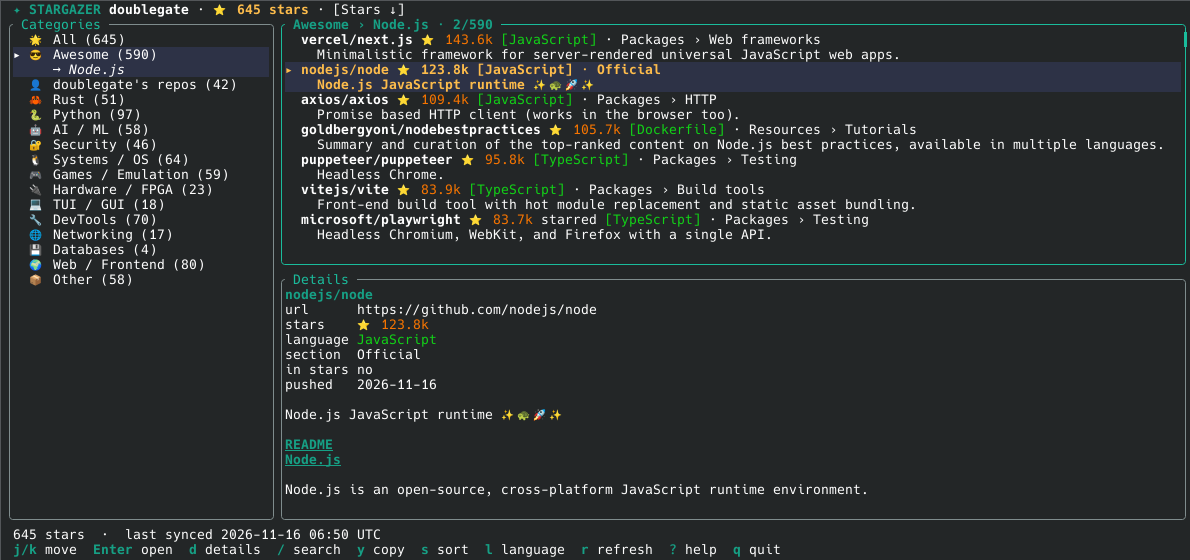 ✦ STARGAZER doublegate · ⭐ 645 stars · [Stars ↓]
Categories
🌟 All (645)
▸ 😎 Awesome (590)
→ Node.js
👤 doublegate's repos (42)
🦀 Rust (51)
🐍 Python (97)
🤖 AI / ML (58)
🔐 Security (46)
🐧 Systems / OS (64)
🎮 Games / Emulation (59)
🔌 Hardware / FPGA (23)
💻 TUI / GUI (18)
🔧 DevTools (70)
🌐 Networking (17)
💾 Databases (4)
🌍 Web / Frontend (80)
📦 Other (58)
Awesome › Node.js · 2/590
vercel/next.js ⭐ 143.6k [JavaScript] · Packages › Web frameworks
Minimalistic framework for server-rendered universal JavaScript web apps.
▸ nodejs/node ⭐ 123.8k [JavaScript] · Official
Node.js JavaScript runtime ✨🐢🚀✨
axios/axios ⭐ 109.4k [JavaScript] · Packages › HTTP
Promise based HTTP client (works in the browser too).
goldbergyoni/nodebestpractices ⭐ 105.7k [Dockerfile] · Resources › Tutorials
Summary and curation of the top-ranked content on Node.js best practices, available in multiple languages.
puppeteer/puppeteer ⭐ 95.8k [TypeScript] · Packages › Testing
Headless Chrome.
vitejs/vite ⭐ 83.9k [TypeScript] · Packages › Build tools
Front-end build tool with hot module replacement and static asset bundling.
microsoft/playwright ⭐ 83.7k starred [TypeScript] · Packages › Testing
Headless Chromium, WebKit, and Firefox with a single API.
Details
nodejs/node
url https://github.com/nodejs/node
stars ⭐ 123.8k
language JavaScript
section Official
in stars no
pushed 2026-11-16
Node.js JavaScript runtime ✨🐢🚀✨
README
Node.js
Node.js is an open-source, cross-platform JavaScript runtime environment.
645 stars · last synced 2026-11-16 06:50 UTC
j/k move Enter open d details / search y copy s sort l language r refresh ? help q quit